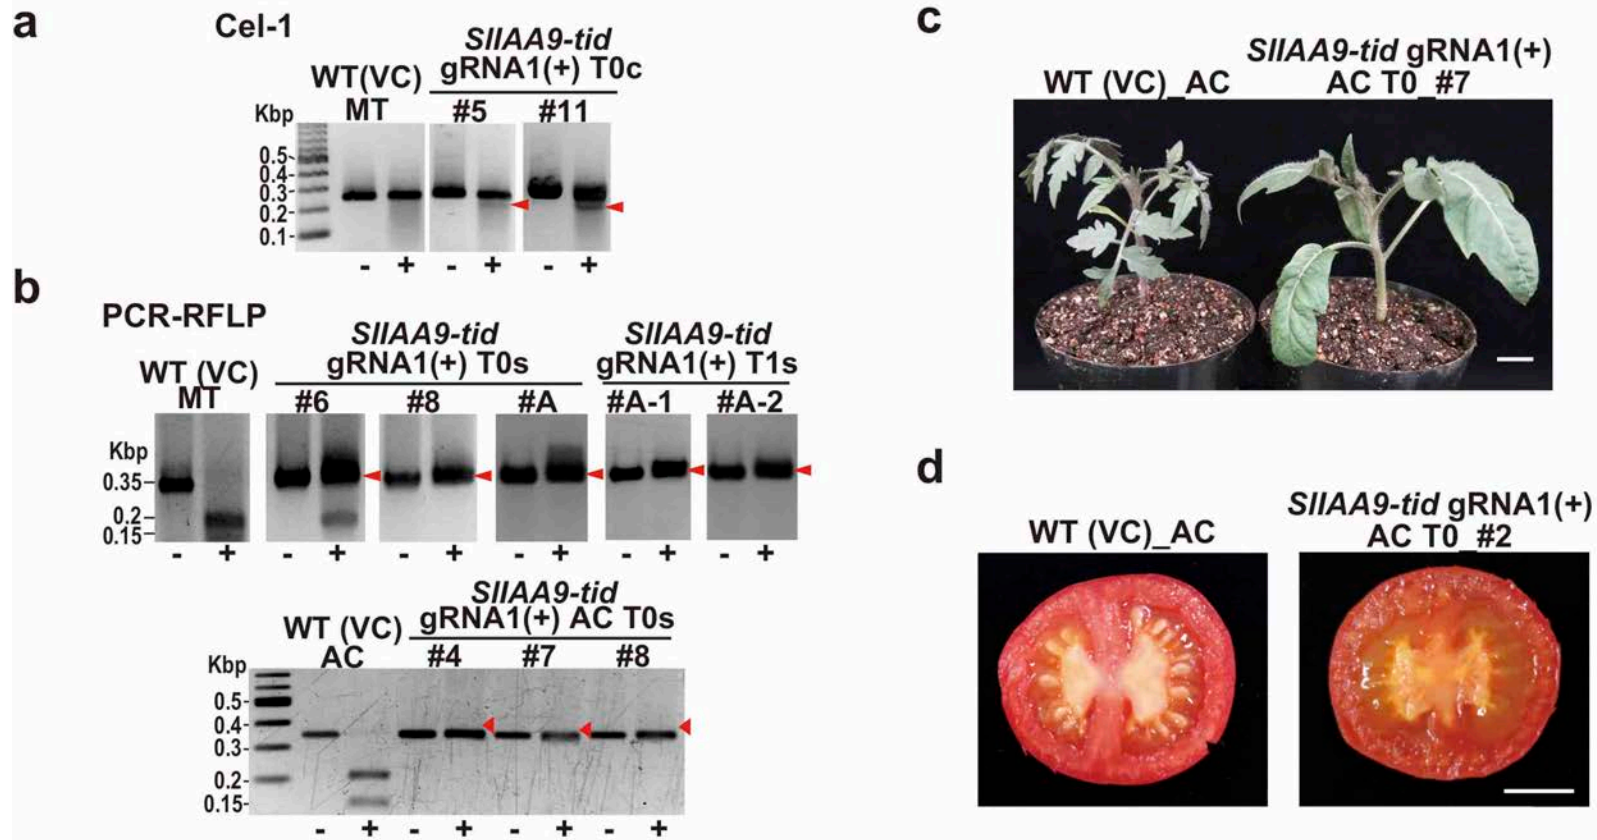 a
Cel-1
SlIAA9-tid
gRNA1(+) T0c
WT(VC)
MT
#5
#11
Kbp
0.5-
0.4-
0.3-
0.2-
0.1-
- + - + - +
b
PCR-RFLP
SlIAA9-tid
gRNA1(+) T0s
SlIAA9-tid
gRNA1(+) T1s
WT (VC)
MT
#6 #8 #A #A-1 #A-2
Kbp
0.35-
0.2-
0.15-
- + - + - + - + - + - +
SlIAA9-tid
gRNA1(+) AC T0s
WT (VC)
AC
#4 #7 #8
Kbp
0.5-
0.4-
0.3-
0.2-
0.15-
- + - + - + - +
c
WT (VC)_AC
SlIAA9-tid gRNA1(+)
AC T0_#7
d
WT (VC)_AC
SlIAA9-tid gRNA1(+)
AC T0_#2